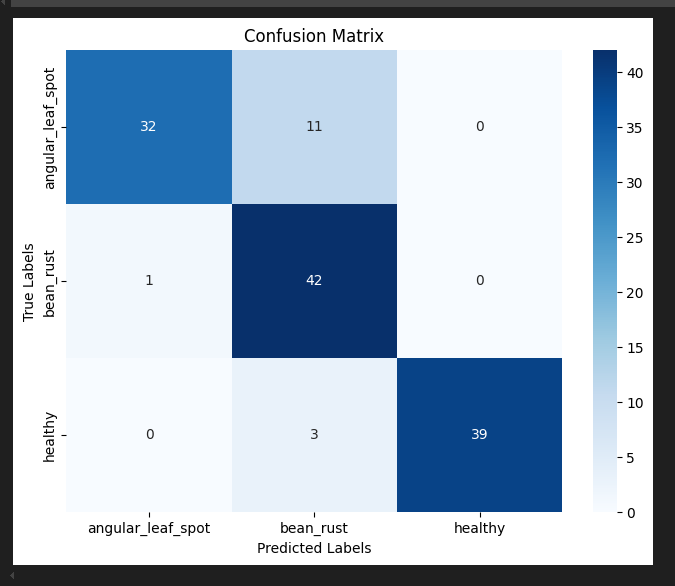 Confusion Matrix
True Labels
angular_leaf_spot
32
11
0
bean_rust
1
42
0
healthy
0
3
39
angular_leaf_spot
bean_rust
healthy
Predicted Labels
40
35
30
25
20
15
10
5
0